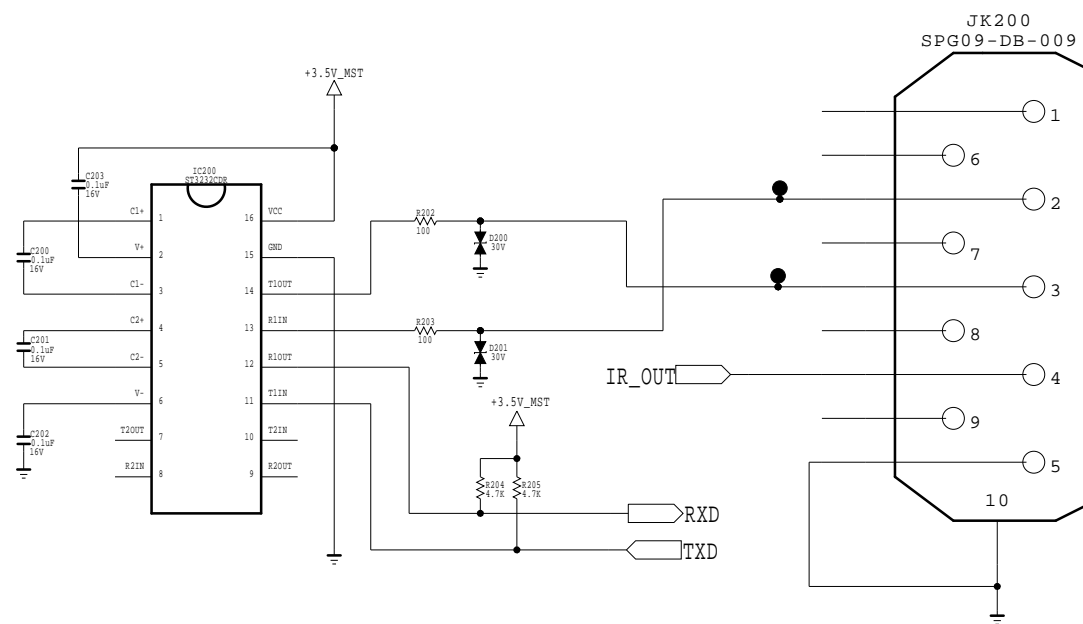 JK200
SPG09-DB-009
+3.5V_MST
IC200
ST3232CDR
C203
0.1uF
16V
C1+
1
16
VCC
R202
100
C200
0.1uF
16V
V+
2
15
GND
D200
30V
C1-
3
14
T1OUT
C2+
4
13
R1IN
R203
100
C201
0.1uF
16V
C2-
5
12
R1OUT
D201
30V
V-
6
11
T1IN
C202
0.1uF
16V
T2OUT
7
10
T2IN
R2IN
8
9
R2OUT
+3.5V_MST
R204
4.7K
R205
4.7K
RXD
TXD
IR_OUT
1
6
2
7
3
8
4
9
5
10